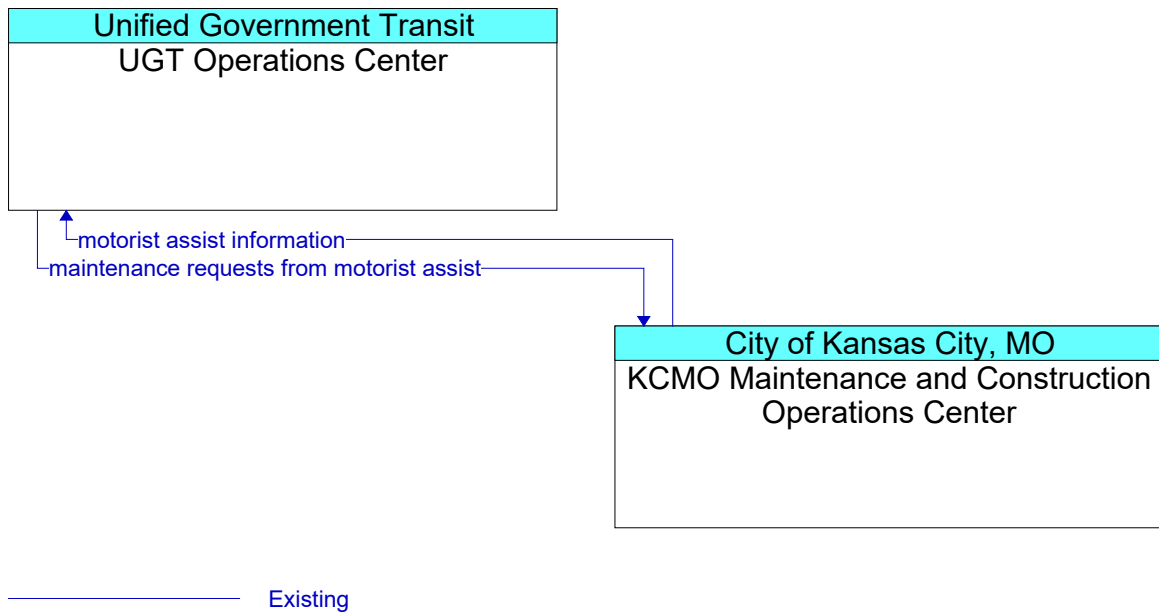 Unified Government Transit
UGT Operations Center
motorist assist information
maintenance requests from motorist assist
City of Kansas City, MO
KCMO Maintenance and Construction
Operations Center
Existing